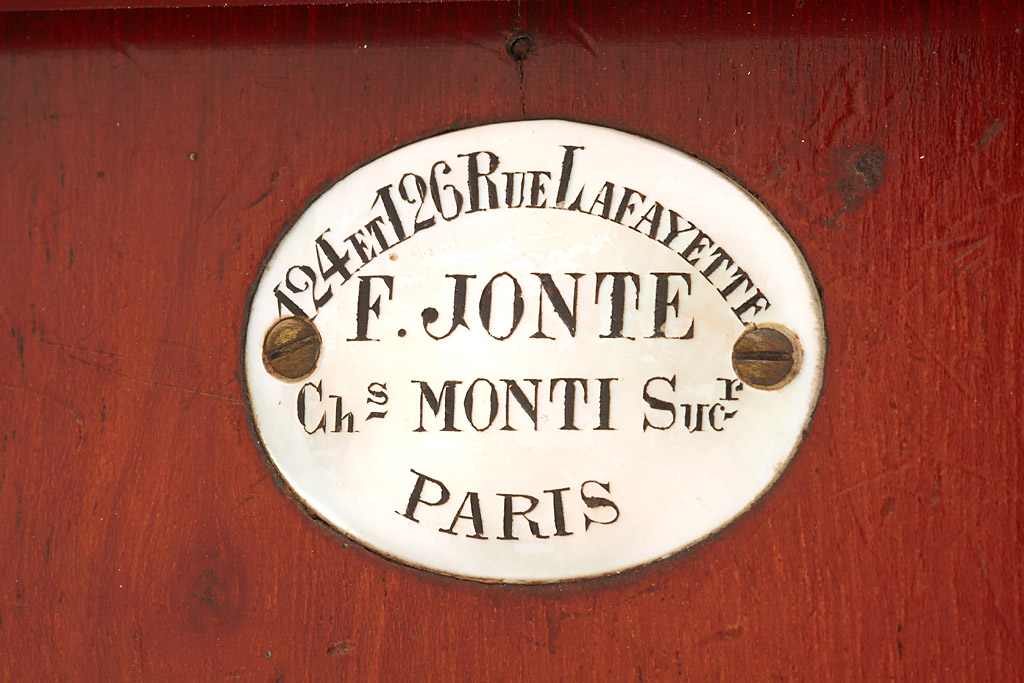 124 ET 126 RUE LAFAYETTE
F. JONTE
Chs MONTI Sucr
PARIS